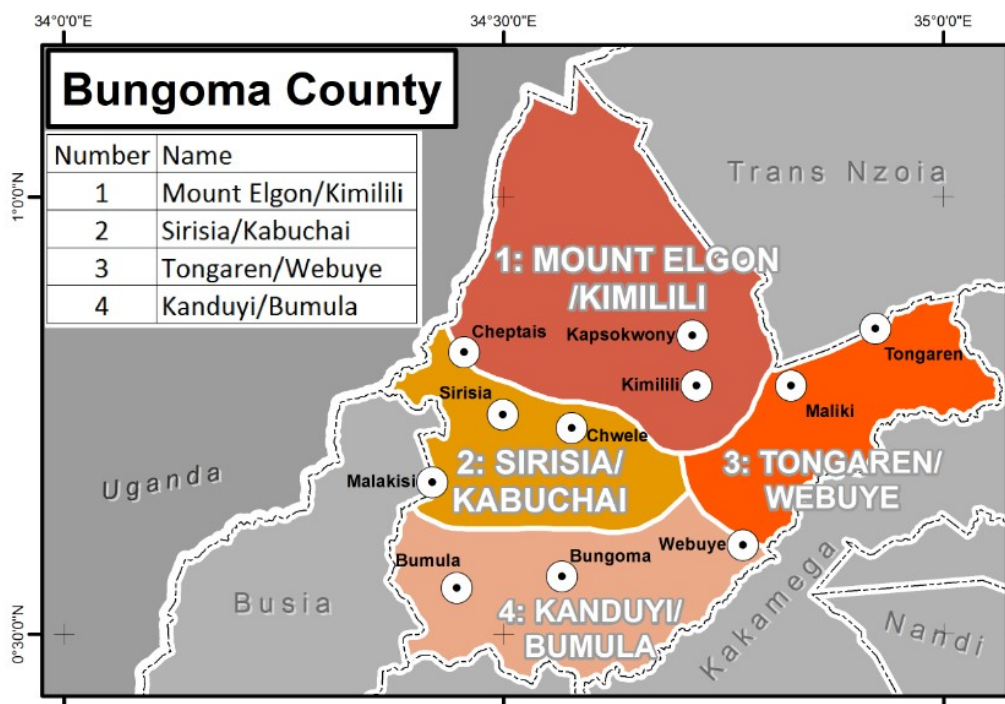 34°0'0"E
34°30'0"E
35°0'0"E
Bungoma County
Number Name
1 Mount Elgon/Kimilili
2 Sirisia/Kabuchai
3 Tongaren/Webuye
4 Kanduyi/Bumula
1°0'0"N
0°30'0"N
Trans Nzoia
1: MOUNT ELGON
/KIMILILI
Cheptais
Kapsokwony
Tongaren
Kimilili
Maliki
Sirisia
Chwele
2: SIRISIA/
KABUCHAI
3: TONGAREN/
WEBUYE
Uganda
Malakisi
Webuye
Bumula
Bungoma
Busia
4: KANDUYI/
BUMULA
Kakamega
Nandi